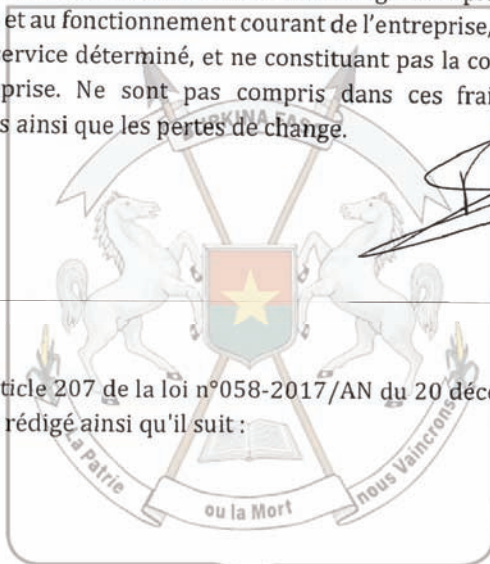 et au fonctionnement courant de l'entreprise,
service déterminé, et ne constituant pas la co
prise. Ne sont pas compris dans ces frai
s ainsi que les pertes de change.
BURKINA FASO
ticle 207 de la loi n°058-2017/AN du 20 déce
rédigé ainsi qu'il suit :
La Patrie
ou la Mort
nous Vaincrons